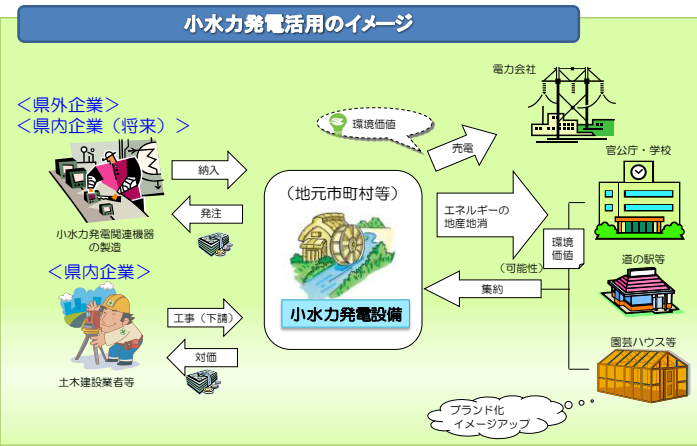 小水力発電活用のイメージ
電力会社
＜県外企業＞
＜県内企業（将来）＞
環境価値
売電
官公庁・学校
納入
（地元市町村等）
発注
エネルギーの
地産地消
小水力発電関連機器
の製造
環境
価値
道の駅等
＜県内企業＞
（可能性）
集約
小水力発電設備
工事（下請）
園芸ハウス等
対価
土木建設業者等
ブランド化
イメージアップ